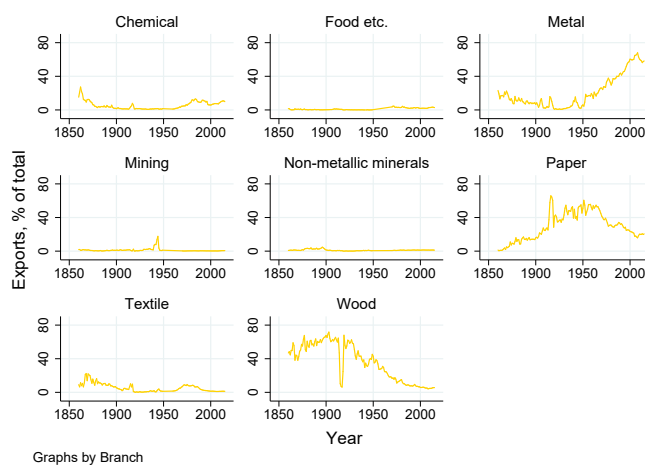 Chemical Food etc. Metal
80
40
0
1850 1900 1950 2000 1850 1900 1950 2000 1850 1900 1950 2000
80
40
0
80
40
0
Mining Non-metallic minerals Paper
80
40
0
1850 1900 1950 2000 1850 1900 1950 2000 1850 1900 1950 2000
80
40
0
80
40
0
Textile Wood
80
40
0
1850 1900 1950 2000 1850 1900 1950 2000
80
40
0
Exports, % of total
Year
Graphs by Branch